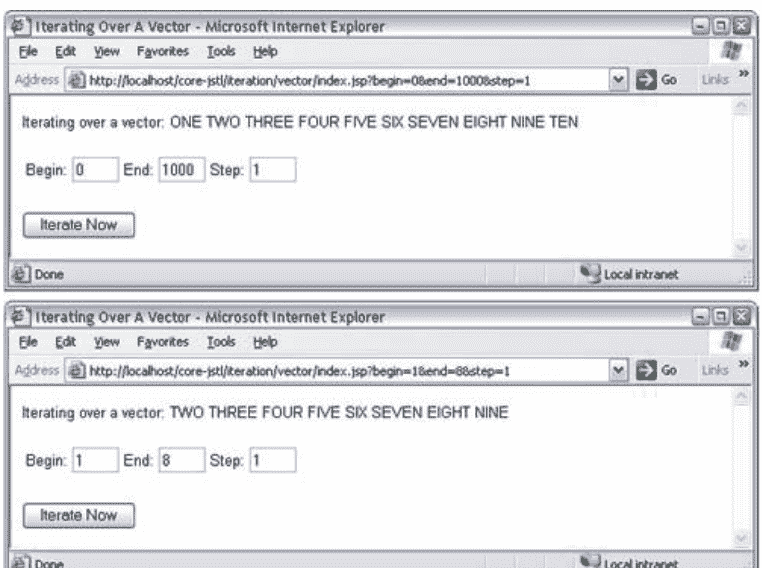 Iterating Over A Vector - Microsoft Internet Explorer
File Edit View Favorites Tools Help
Address http://localhost/core-jstl/iteration/vector/index.jsp?begin=0&end=1000&step=1 Go Links »
Iterating over a vector: ONE TWO THREE FOUR FIVE SIX SEVEN EIGHT NINE TEN
Begin: 0 End: 1000 Step: 1
Iterate Now
Done Local intranet
Iterating Over A Vector - Microsoft Internet Explorer
File Edit View Favorites Tools Help
Address http://localhost/core-jstl/iteration/vector/index.jsp?begin=1&end=8&step=1 Go Links »
Iterating over a vector: TWO THREE FOUR FIVE SIX SEVEN EIGHT NINE
Begin: 1 End: 8 Step: 1
Iterate Now
Done Local intranet